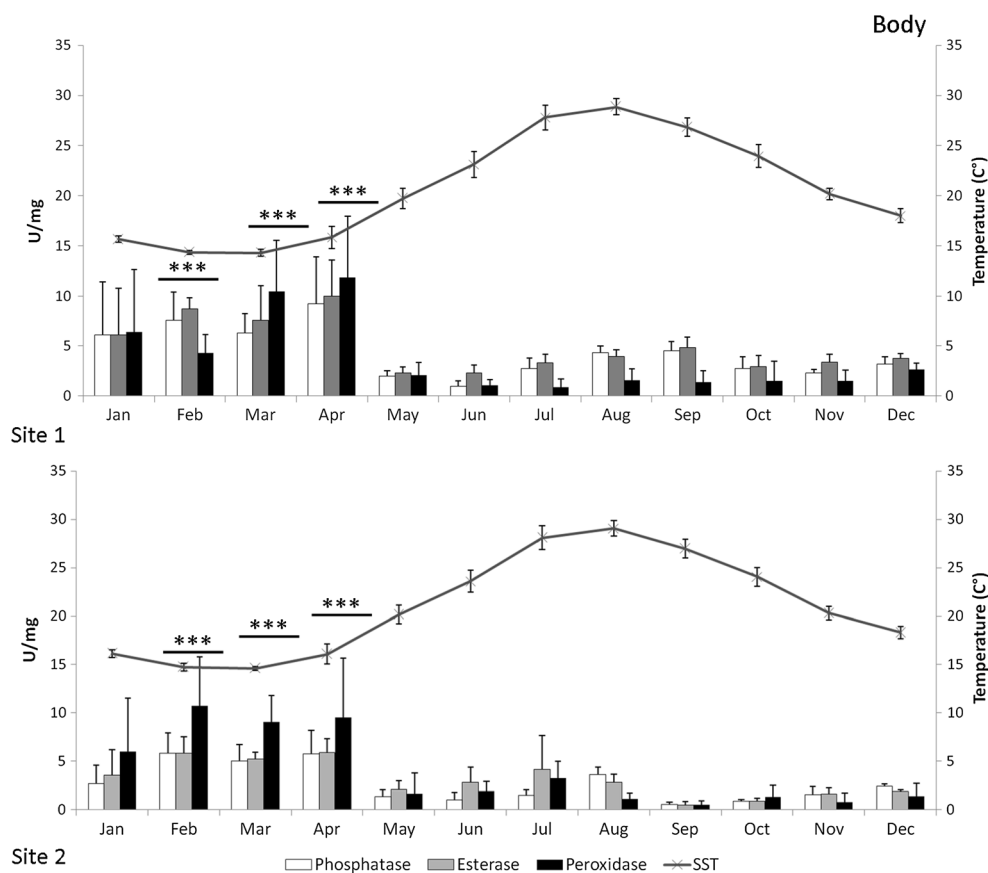 Body
35 35
30 30
25 25
20 20
15 15
10 10
5 5
0 0
U/mg
Temperature (C°)
***
***
***
Jan Feb Mar Apr May Jun Jul Aug Sep Oct Nov Dec
Site 1
35 35
30 30
25 25
20 20
15 15
10 10
5 5
0 0
U/mg
Temperature (C°)
***
***
***
Jan Feb Mar Apr May Jun Jul Aug Sep Oct Nov Dec
Site 2
Phosphatase Esterase Peroxidase SST